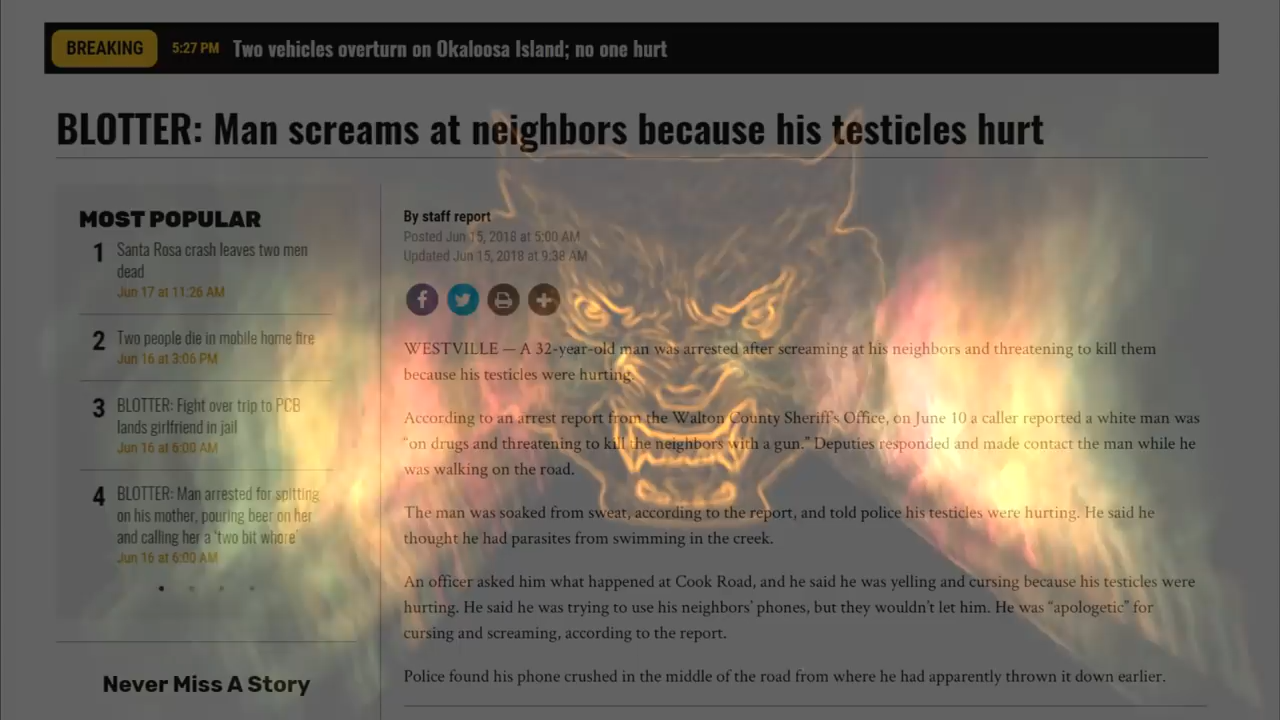 BREAKING 5:27 PM Two vehicles overturn on Okaloosa Island; no one hurt
BLOTTER: Man screams at neighbors because his testicles hurt
MOST POPULAR
1 Santa Rosa crash leaves two men
dead
Jun 17 at 11:26 AM
2 Two people die in mobile home fire
Jun 16 at 3:06 PM
3 BLOTTER: Fight over trip to PCB
lands girlfriend in jail
Jun 16 at 6:00 AM
4 BLOTTER: Man arrested for spitting
on his mother, pouring beer on her
and calling her a 'two bit whore'
Jun 16 at 6:00 AM
Never Miss A Story
By staff report
Posted Jun 15, 2018 at 5:00 AM
Updated Jun 15, 2018 at 9:38 AM
WESTVILLE — A 32-year-old man was arrested after screaming at his neighbors and threatening to kill them
because his testicles were hurting.
According to an arrest report from the Walton County Sheriff's Office, on June 10 a caller reported a white man was
“on drugs and threatening to kill the neighbors with a gun.” Deputies responded and made contact the man while he
was walking on the road.
The man was soaked from sweat, according to the report, and told police his testicles were hurting. He said he
thought he had parasites from swimming in the creek.
An officer asked him what happened at Cook Road, and he said he was yelling and cursing because his testicles were
hurting. He said he was trying to use his neighbors’ phones, but they wouldn’t let him. He was “apologetic” for
cursing and screaming, according to the report.
Police found his phone crushed in the middle of the road from where he had apparently thrown it down earlier.